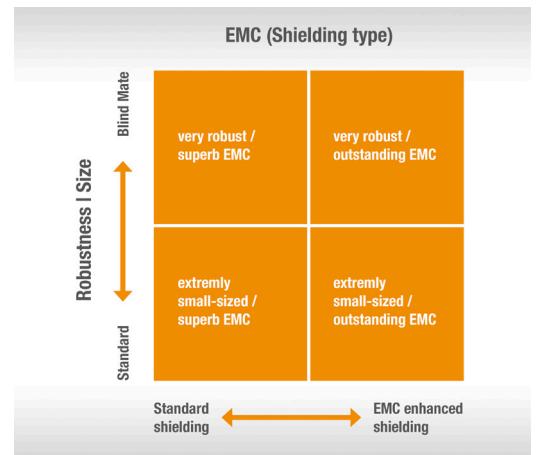 EMC (Shielding type)
Blind Mate
Robustness | Size
Standard
very robust /
superb EMC
very robust /
outstanding EMC
extremly
small-sized /
superb EMC
extremly
small-sized /
outstanding EMC
Standard
shielding
EMC enhanced
shielding